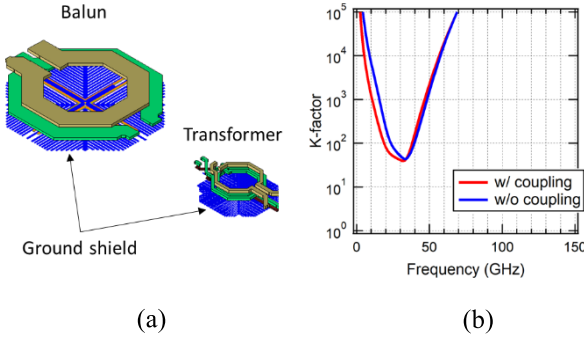 Balun
Transformer
Ground shield
(a)
K-factor
10^5
10^4
10^3
10^2
10^1
10^0
w/ coupling
w/o coupling
0
50
100
150
Frequency (GHz)
(b)